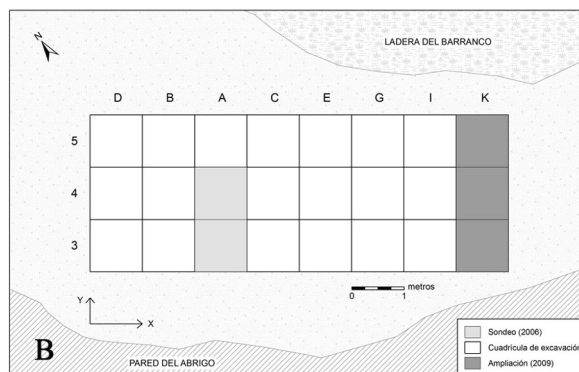 N
LADERA DEL BARRANCO
D B A C E G I K
5
4
3
metros
0 1
Y
X
B
PARED DEL ABRIGO
Sondeo (2006)
Cuadrícula de excavación
Ampliación (2009)